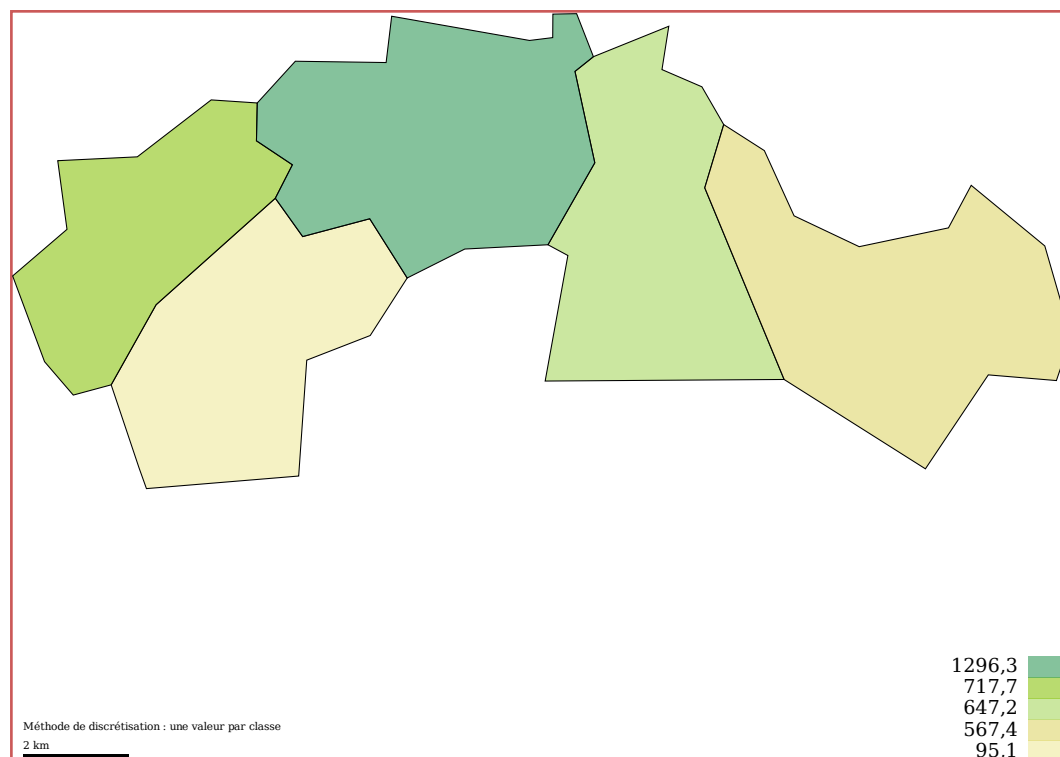 1296,3
717,7
647,2
567,4
95,1
Méthode de discrétisation : une valeur par classe
2 km